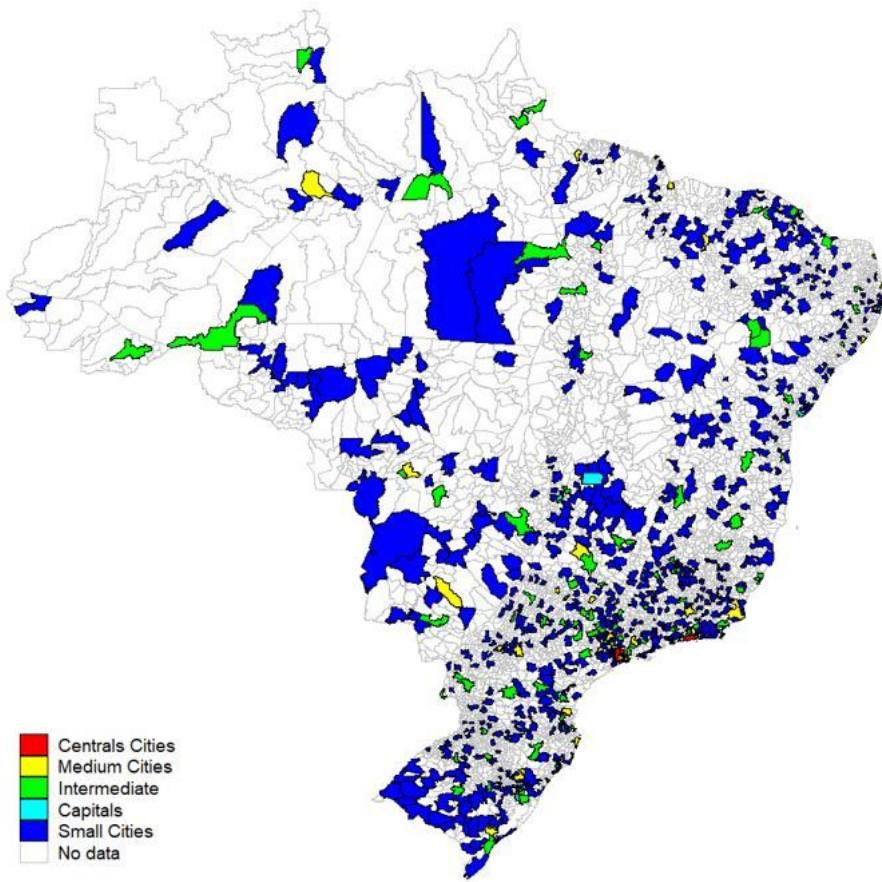 Centrals Cities
Medium Cities
Intermediate
Capitals
Small Cities
No data